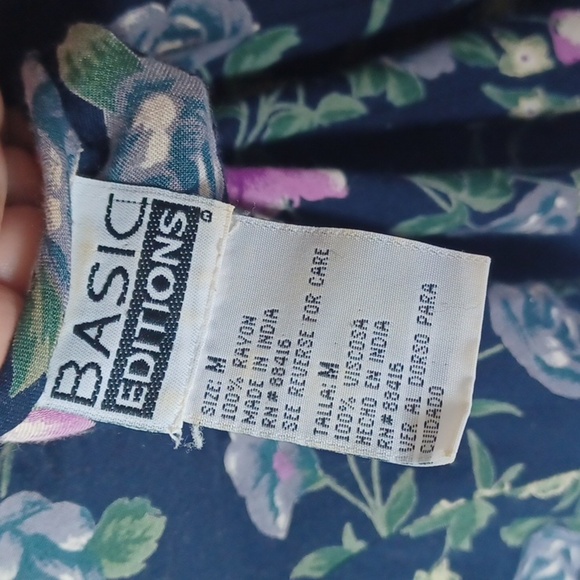 BASIC
EDITIONS
®
SIZE: M
100% RAYON
MADE IN INDIA
RN# 88416
SEE REVERSE FOR CARE
TALLA: M
100% VISCOSA
HECHO EN INDIA
RN# 88416
VER AL DORSO PARA
CUIDADO